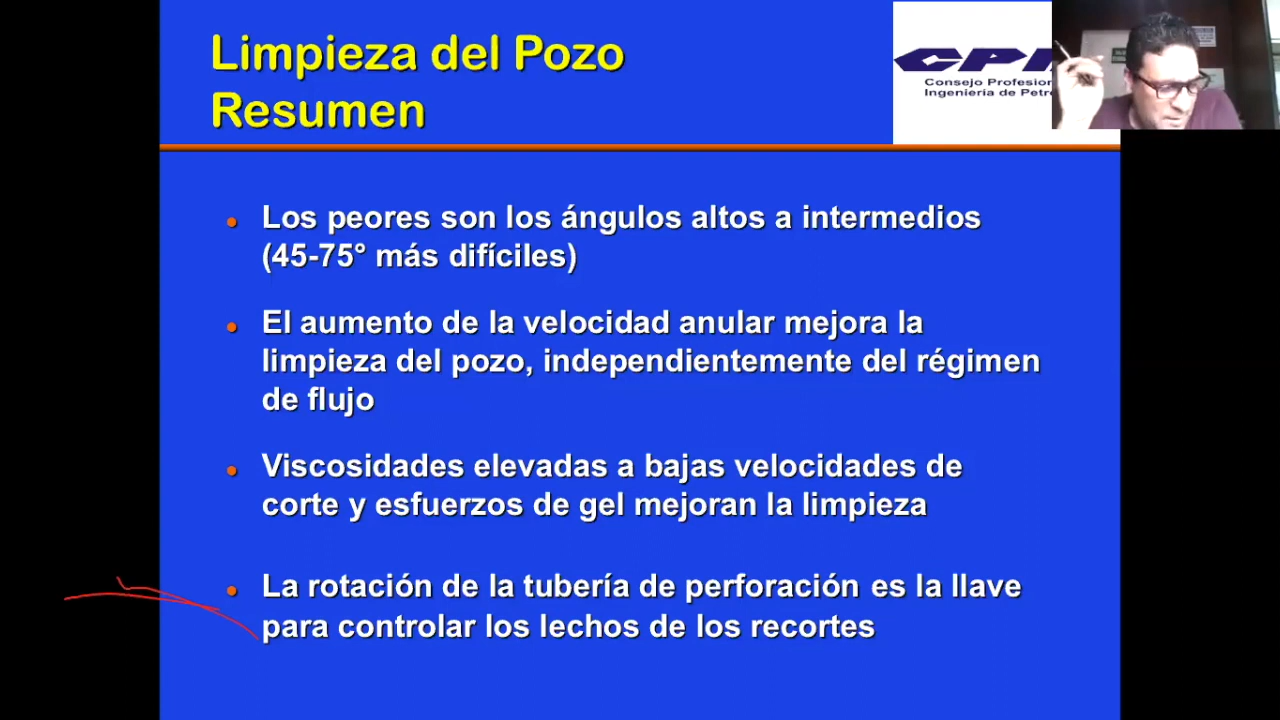 Limpieza del Pozo
Resumen
Consejo Profesion
Ingeniería de Petr
Los peores son los ángulos altos a intermedios
(45-75° más difíciles)
El aumento de la velocidad anular mejora la
limpieza del pozo, independientemente del régimen
de flujo
Viscosidades elevadas a bajas velocidades de
corte y esfuerzos de gel mejoran la limpieza
La rotación de la tubería de perforación es la llave
para controlar los lechos de los recortes